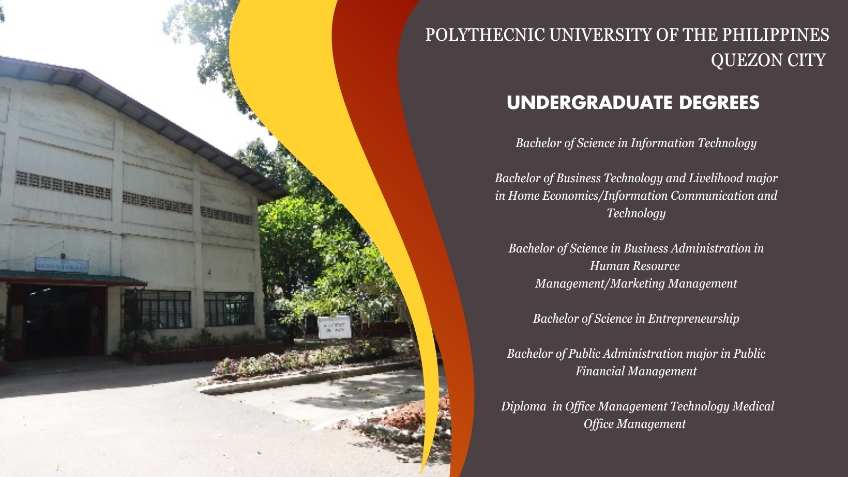 POLYTHECNIC UNIVERSITY OF THE PHILIPPINES
QUEZON CITY
UNDERGRADUATE DEGREES
Bachelor of Science in Information Technology
Bachelor of Business Technology and Livelihood major
in Home Economics/Information Communication and
Technology
Bachelor of Science in Business Administration in
Human Resource
Management/Marketing Management
Bachelor of Science in Entrepreneurship
Bachelor of Public Administration major in Public
Financial Management
Diploma in Office Management Technology Medical
Office Management